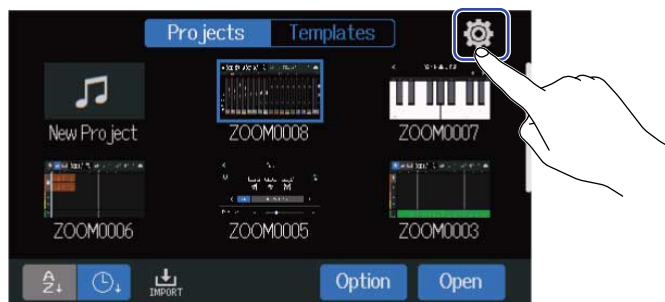 Projects Templates
New Project
ZOOM0008
ZOOM0007
ZOOM0006
ZOOM0005
ZOOM0003
A
Z↓
IMPORT
Option
Open